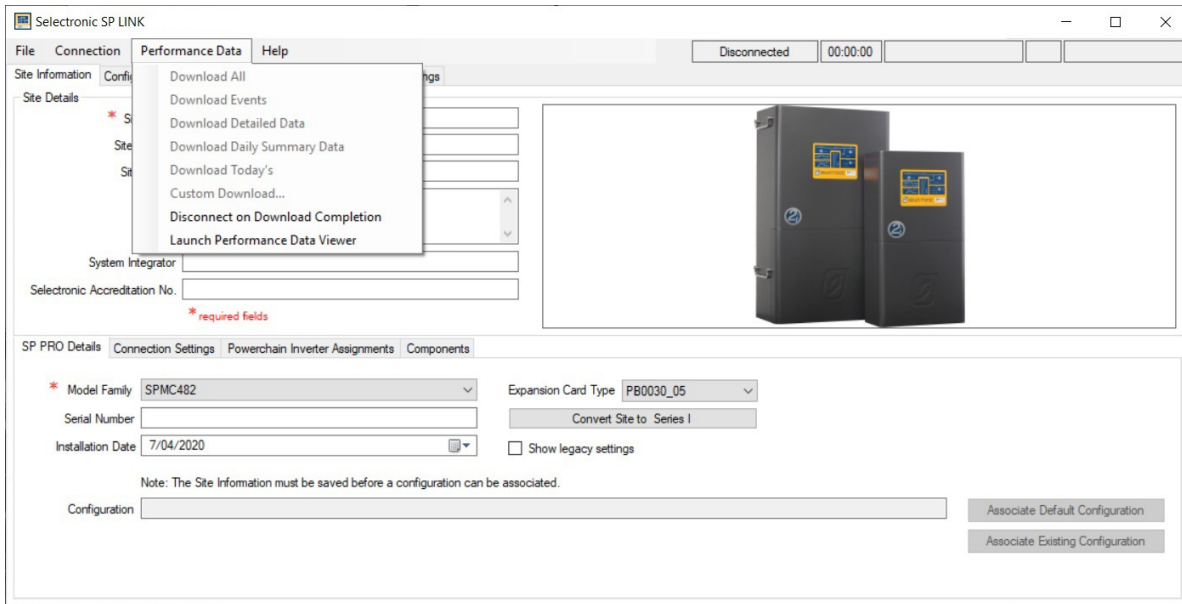 Selectronic SP LINK
File Connection Performance Data Help Disconnected 00:00:00
Site Information
Download All
Site Details
Download Events
Download Detailed Data
Site Download Daily Summary Data
Download Today's
Custom Download...
Disconnect on Download Completion
Launch Performance Data Viewer
System Integrator
Selectronic Accreditation No.
* required fields
SP PRO Details Connection Settings Powerchain Inverter Assignments Components
* Model Family SPMC482 Expansion Card Type PB0030_05
Serial Number Convert Site to Series I
Installation Date 7/04/2020 Show legacy settings
Note: The Site Information must be saved before a configuration can be associated.
Configuration Associate Default Configuration
Associate Existing Configuration